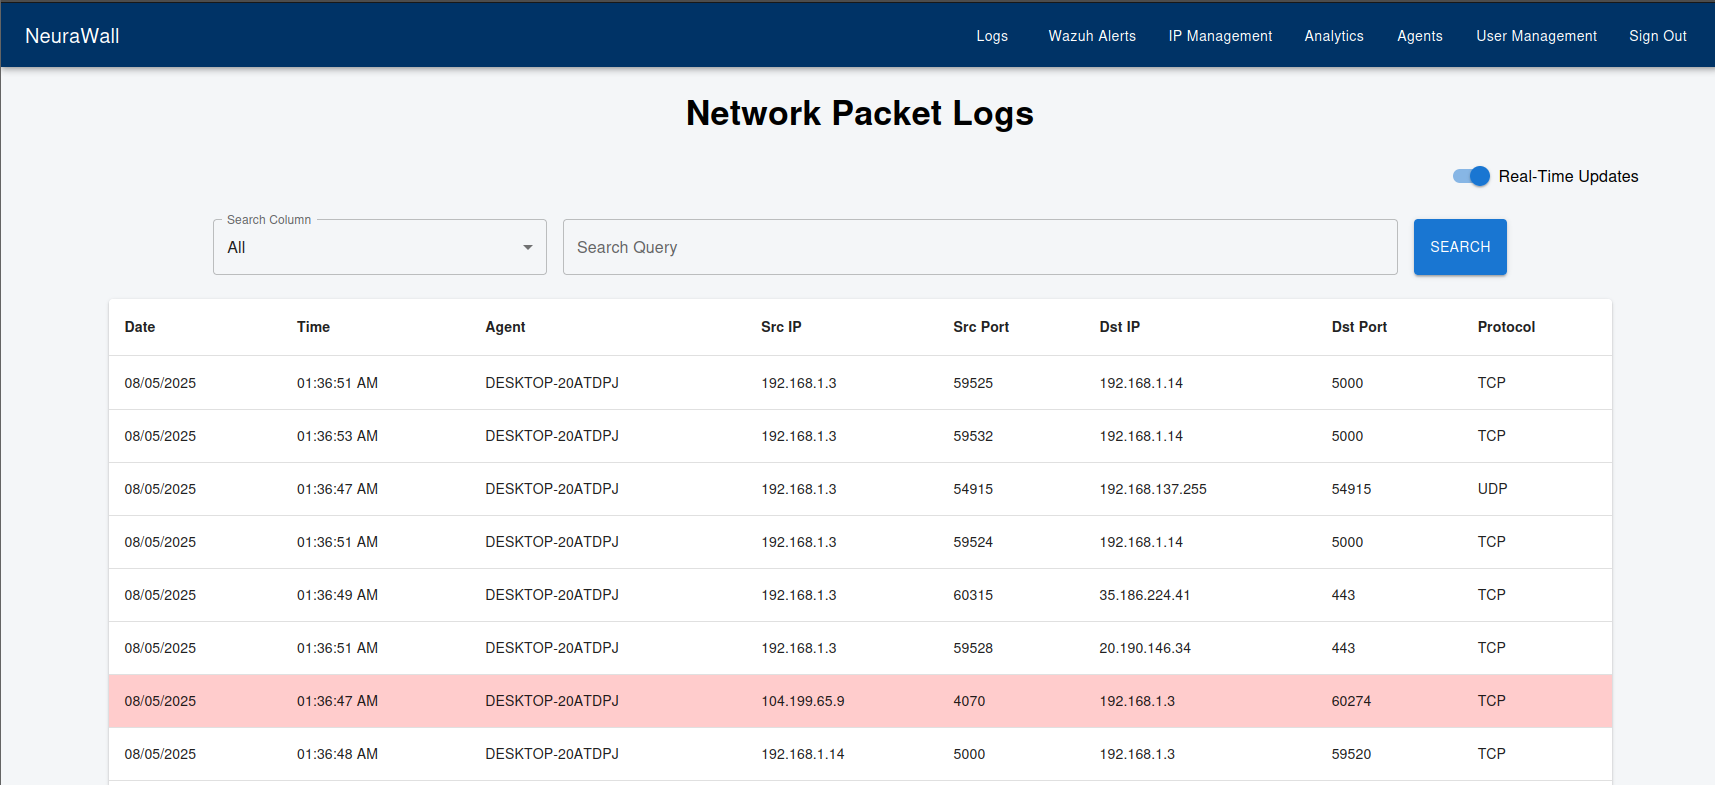 NeuraWall Logs Wazuh Alerts IP Management Analytics Agents User Management Sign Out
Network Packet Logs
Real-Time Updates
Search Column
All Search Query SEARCH
Date Time Agent Src IP Src Port Dst IP Dst Port Protocol
08/05/2025 01:36:51 AM DESKTOP-20ATDPJ 192.168.1.3 59525 192.168.1.14 5000 TCP
08/05/2025 01:36:53 AM DESKTOP-20ATDPJ 192.168.1.3 59532 192.168.1.14 5000 TCP
08/05/2025 01:36:47 AM DESKTOP-20ATDPJ 192.168.1.3 54915 192.168.137.255 54915 UDP
08/05/2025 01:36:51 AM DESKTOP-20ATDPJ 192.168.1.3 59524 192.168.1.14 5000 TCP
08/05/2025 01:36:49 AM DESKTOP-20ATDPJ 192.168.1.3 60315 35.186.224.41 443 TCP
08/05/2025 01:36:51 AM DESKTOP-20ATDPJ 192.168.1.3 59528 20.190.146.34 443 TCP
08/05/2025 01:36:47 AM DESKTOP-20ATDPJ 104.199.65.9 4070 192.168.1.3 60274 TCP
08/05/2025 01:36:48 AM DESKTOP-20ATDPJ 192.168.1.14 5000 192.168.1.3 59520 TCP